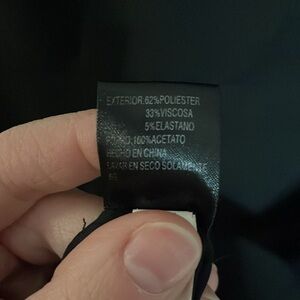 EXTERIOR.62%POLIESTER
33%VISCOSA
5%ELASTANO
FORRO.100%ACETATO
HECHO EN CHINA
LAVAR EN SECO SOLAMENTE